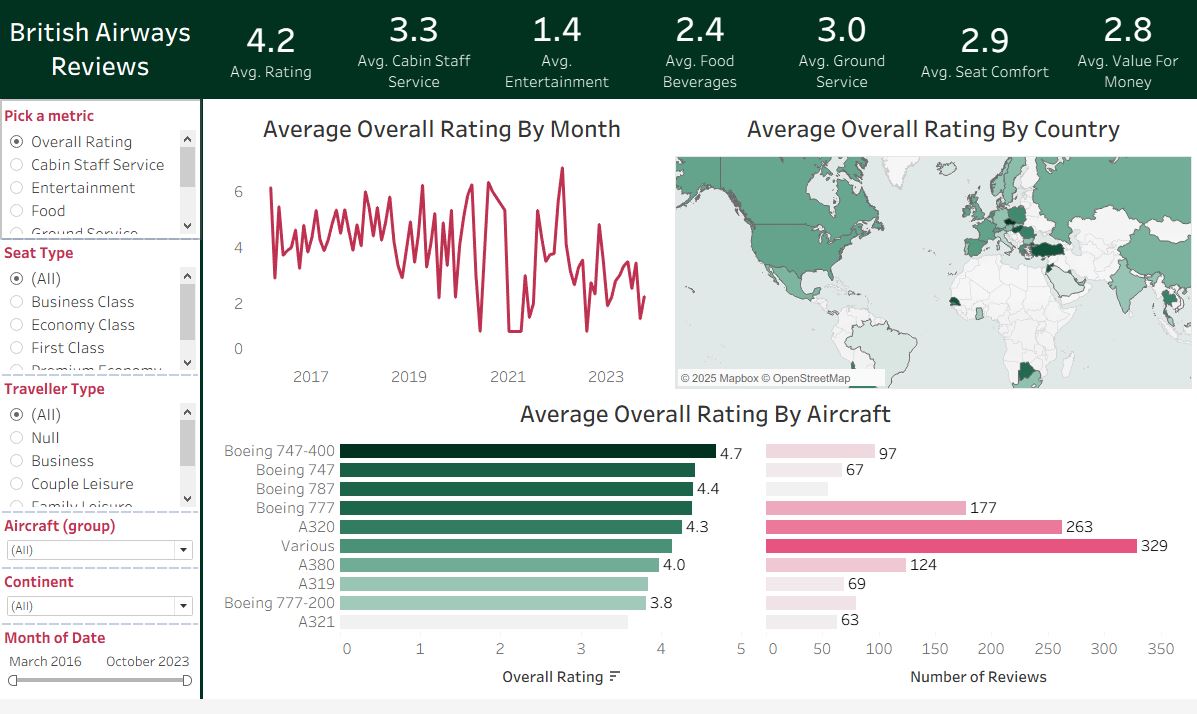 British Airways
Reviews
4.2
Avg. Rating
3.3
Avg. Cabin Staff
Service
1.4
Avg.
Entertainment
2.4
Avg. Food
Beverages
3.0
Avg. Ground
Service
2.9
Avg. Seat Comfort
2.8
Avg. Value For
Money
Pick a metric
Overall Rating
Cabin Staff Service
Entertainment
Food
Ground Service
Seat Type
(All)
Business Class
Economy Class
First Class
Premium Economy
Traveller Type
(All)
Null
Business
Couple Leisure
Family Leisure
Aircraft (group)
(All)
Continent
(All)
Month of Date
March 2016 October 2023
Average Overall Rating By Month
6
4
2
0
2017 2019 2021 2023
Average Overall Rating By Country
© 2025 Mapbox © OpenStreetMap
Average Overall Rating By Aircraft
Boeing 747-400 4.7 97
Boeing 747 67
Boeing 787 4.4
Boeing 777 177
A320 4.3 263
Various 329
A380 4.0 124
A319 69
Boeing 777-200 3.8
A321 63
0 1 2 3 4 5 0 50 100 150 200 250 300 350
Overall Rating Number of Reviews